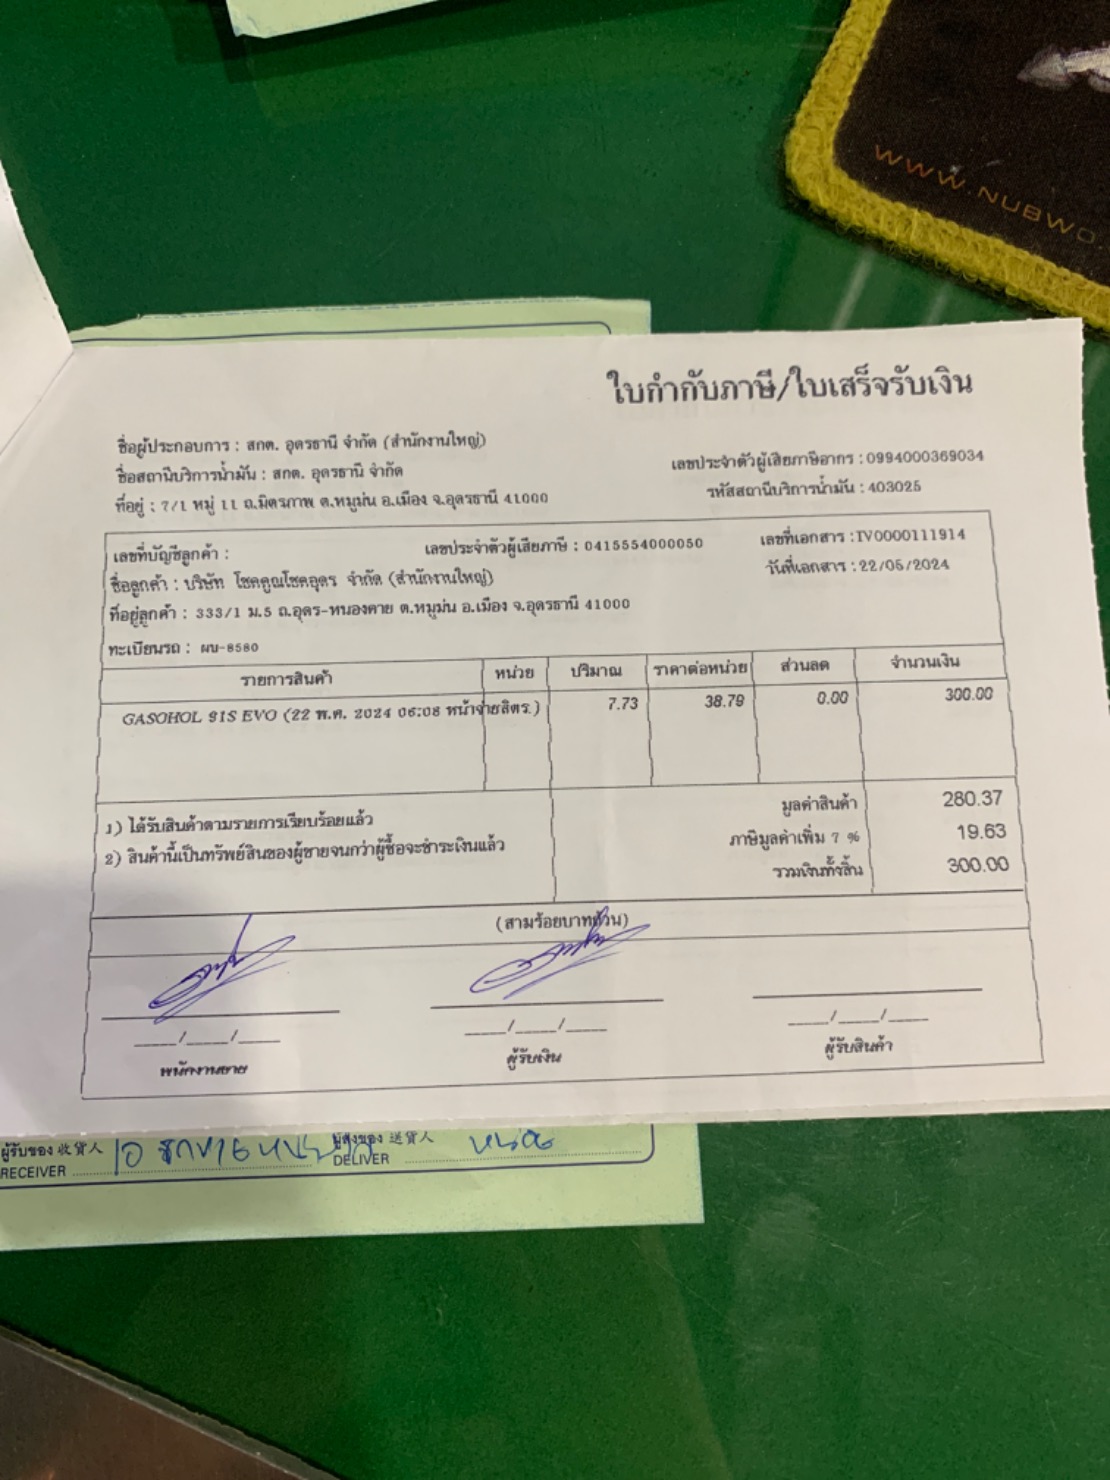 WWW.NUBWO.
ใบกำกับภาษี/ใบเสร็จรับเงิน
ชื่อผู้ประกอบการ : สกต. อุดรธานี จำกัด (สำนักงานใหญ่)
ชื่อสถานีบริการน้ำมัน : สกต. อุดรธานี จำกัด
เลขประจำตัวผู้เสียภาษีอากร : 0994000369034
ที่อยู่ : 7/1 หมู่ 11 ถ.มิตรภาพ ต.หมูม่น อ.เมือง จ.อุดรธานี 41000
รหัสสถานีบริการน้ำมัน : 403025
เลขที่บัญชีลูกค้า : เลขประจำตัวผู้เสียภาษี : 0415554000050 เลขที่เอกสาร : IV0000111914
ชื่อลูกค้า : บริษัท โชคคูณโชคอุดร จำกัด (สำนักงานใหญ่) วันที่เอกสาร : 22/05/2024
ที่อยู่ลูกค้า : 333/1 ม.5 ถ.อุดร-หนองคาย ต.หมูม่น อ.เมือง จ.อุดรธานี 41000
ทะเบียนรถ : ผบ-8580
รายการสินค้า หน่วย ปริมาณ ราคาต่อหน่วย ส่วนลด จำนวนเงิน
GASOHOL 91S EVO (22 พ.ค. 2024 06:08 หน้าจ่ายลิตร.) 7.73 38.79 0.00 300.00
1) ได้รับสินค้าตามรายการเรียบร้อยแล้ว มูลค่าสินค้า 280.37
2) สินค้านี้เป็นทรัพย์สินของผู้ขายจนกว่าผู้ซื้อจะชำระเงินแล้ว ภาษีมูลค่าเพิ่ม 7 % 19.63
รวมเงินทั้งสิ้น 300.00
(สามร้อยบาทถ้วน)
____/____/____ ____/____/____ ____/____/____
พนักงานขาย ผู้รับเงิน ผู้รับสินค้า
ผู้รับของ 收貨人 ผู้ส่งของ 送貨人
RECEIVER DELIVER